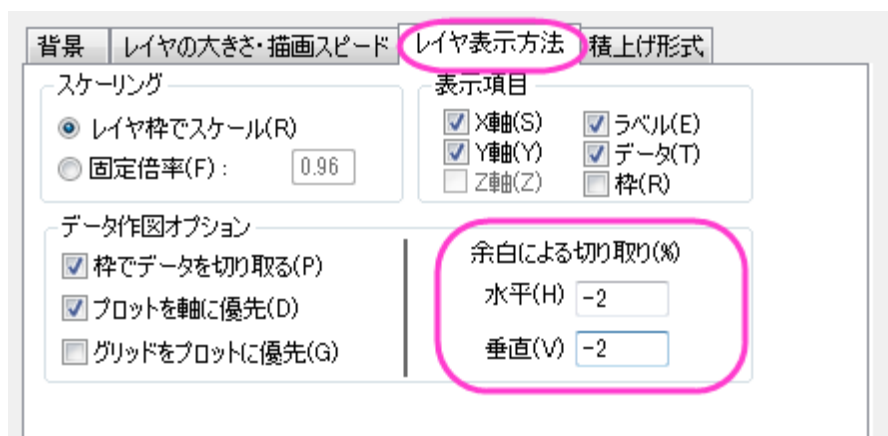 背景 レイヤの大きさ・描画スピード レイヤ表示方法 積上げ形式
スケーリング
レイヤ枠でスケール(R)
固定倍率(F): 0.96
表示項目
X軸(S) ラベル(E)
Y軸(Y) データ(T)
Z軸(Z) 枠(R)
データ作図オプション
枠でデータを切り取る(P)
プロットを軸に優先(D)
グリッドをプロットに優先(G)
余白による切り取り(%)
水平(H) -2
垂直(V) -2